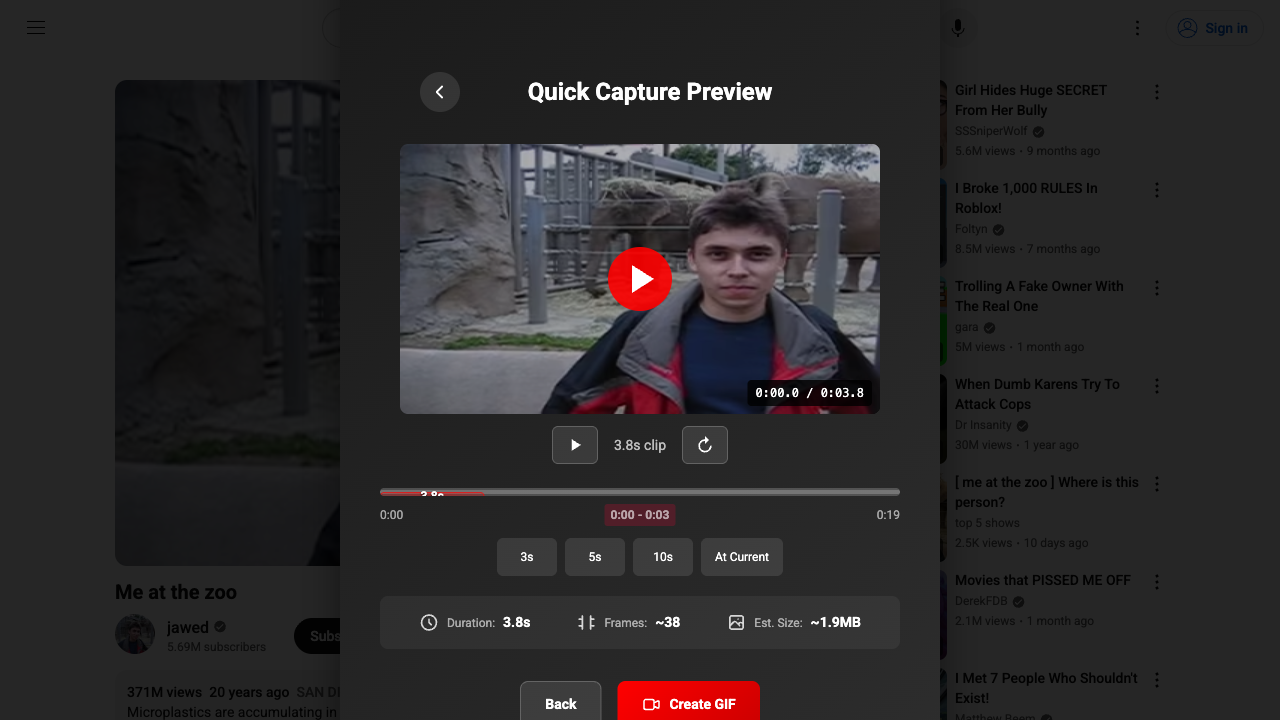 Sign in
Quick Capture Preview
0:00.0 / 0:03.8
3.8s clip
3.8s
0:00
0:00 - 0:03
0:19
3s
5s
10s
At Current
Duration: 3.8s
Frames: ~38
Est. Size: ~1.9MB
Back
Create GIF
Me at the zoo
jawed
5.69M subscribers
Subs
371M views 20 years ago SAN DI
Microplastics are accumulating in
Girl Hides Huge SECRET
From Her Bully
SSSniperWolf
5.6M views · 9 months ago
I Broke 1,000 RULES In
Roblox!
Foltyn
8.5M views · 7 months ago
Trolling A Fake Owner With
The Real One
gara
5M views · 1 month ago
When Dumb Karens Try To
Attack Cops
Dr Insanity
30M views · 1 year ago
[ me at the zoo ] Where is this
person?
top 5 shows
2.5K views · 10 days ago
Movies that PISSED ME OFF
DerekFDB
2.1M views · 1 month ago
I Met 7 People Who Shouldn't
Exist!
Matthew Beem